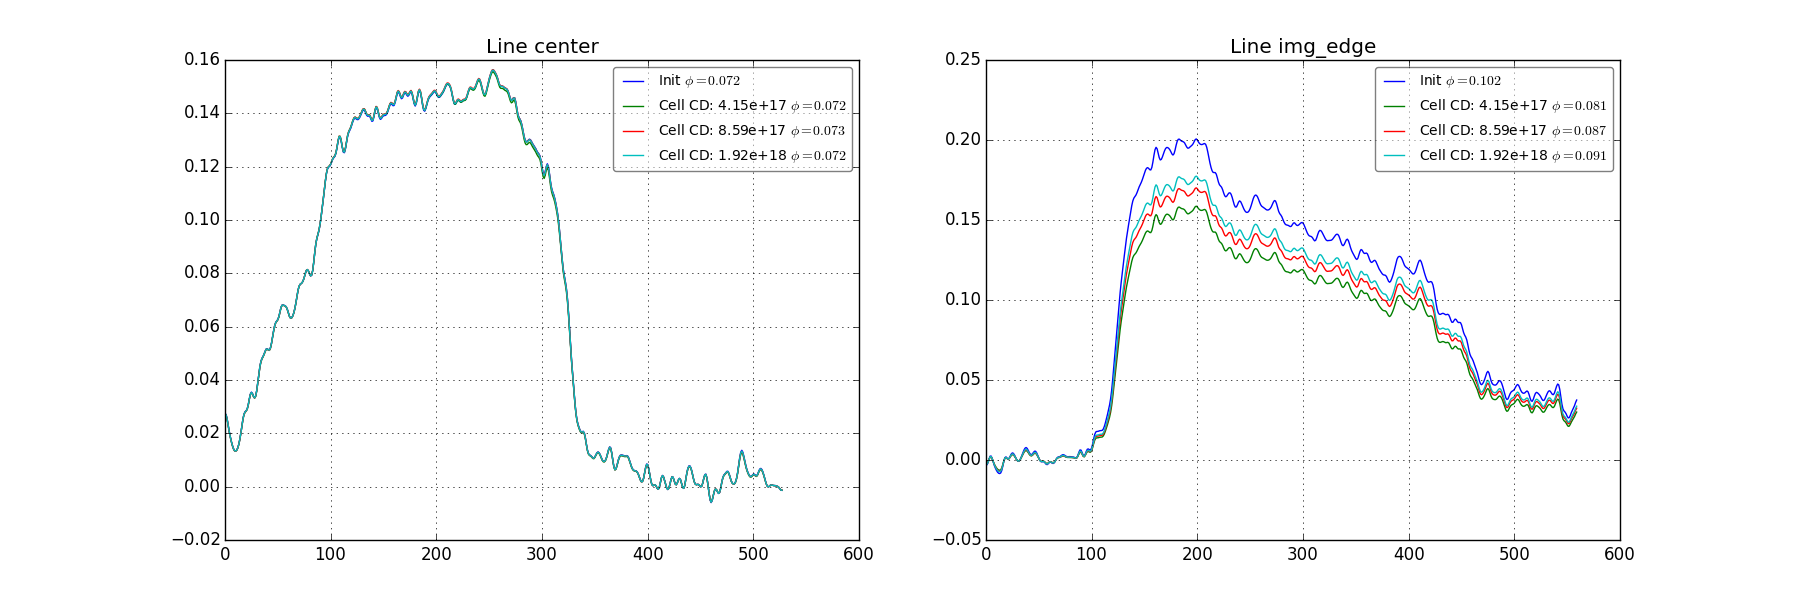 Line center
0.16
0.14
0.12
0.10
0.08
0.06
0.04
0.02
0.00
−0.02
0 100 200 300 400 500 600
Init ϕ=0.072
Cell CD: 4.15e+17 ϕ=0.072
Cell CD: 8.59e+17 ϕ=0.073
Cell CD: 1.92e+18 ϕ=0.072
Line img_edge
0.25
0.20
0.15
0.10
0.05
0.00
−0.05
0 100 200 300 400 500 600
Init ϕ=0.102
Cell CD: 4.15e+17 ϕ=0.081
Cell CD: 8.59e+17 ϕ=0.087
Cell CD: 1.92e+18 ϕ=0.091